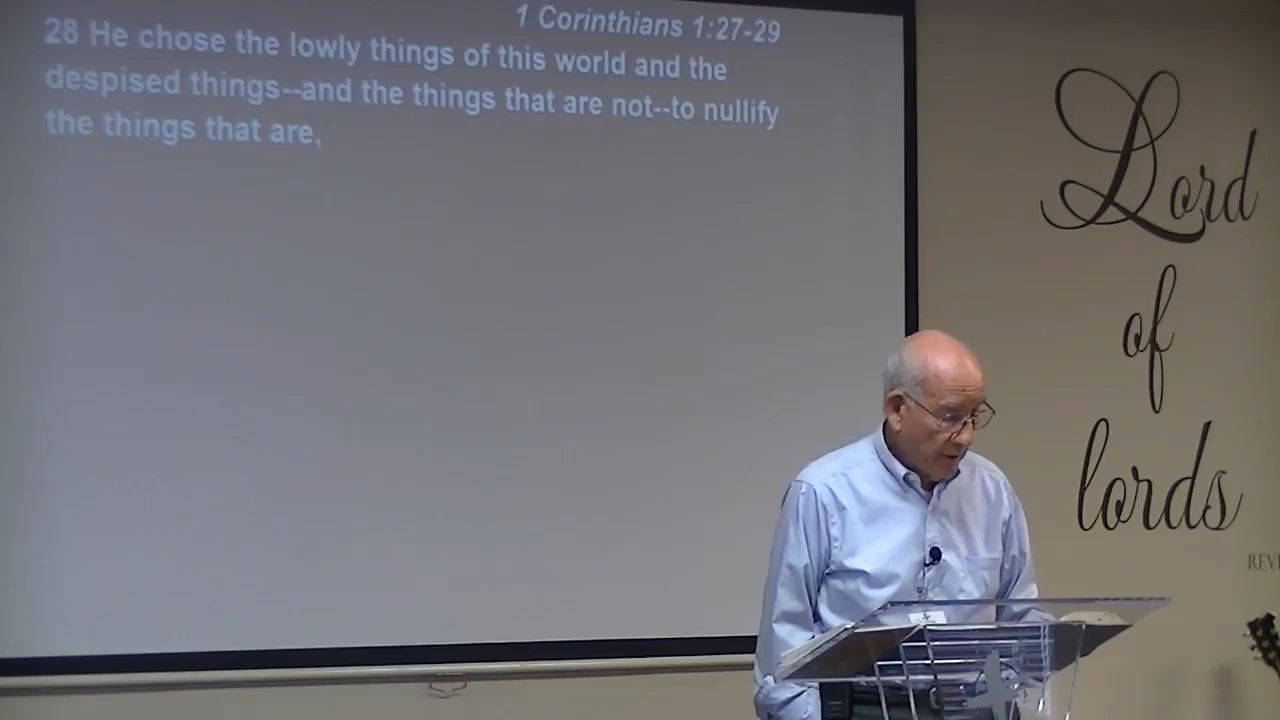 1 Corinthians 1:27-29
28 He chose the lowly things of this world and the
despised things--and the things that are not--to nullify
the things that are,
Lord
of
lords
REVE